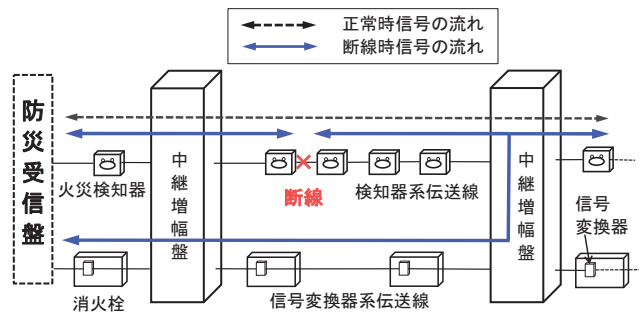 正常時信号の流れ
断線時信号の流れ
防災受信盤
中継増幅盤
中継増幅盤
火災検知器
断線
検知器系伝送線
信号
変換器
消火栓
信号変換器系伝送線